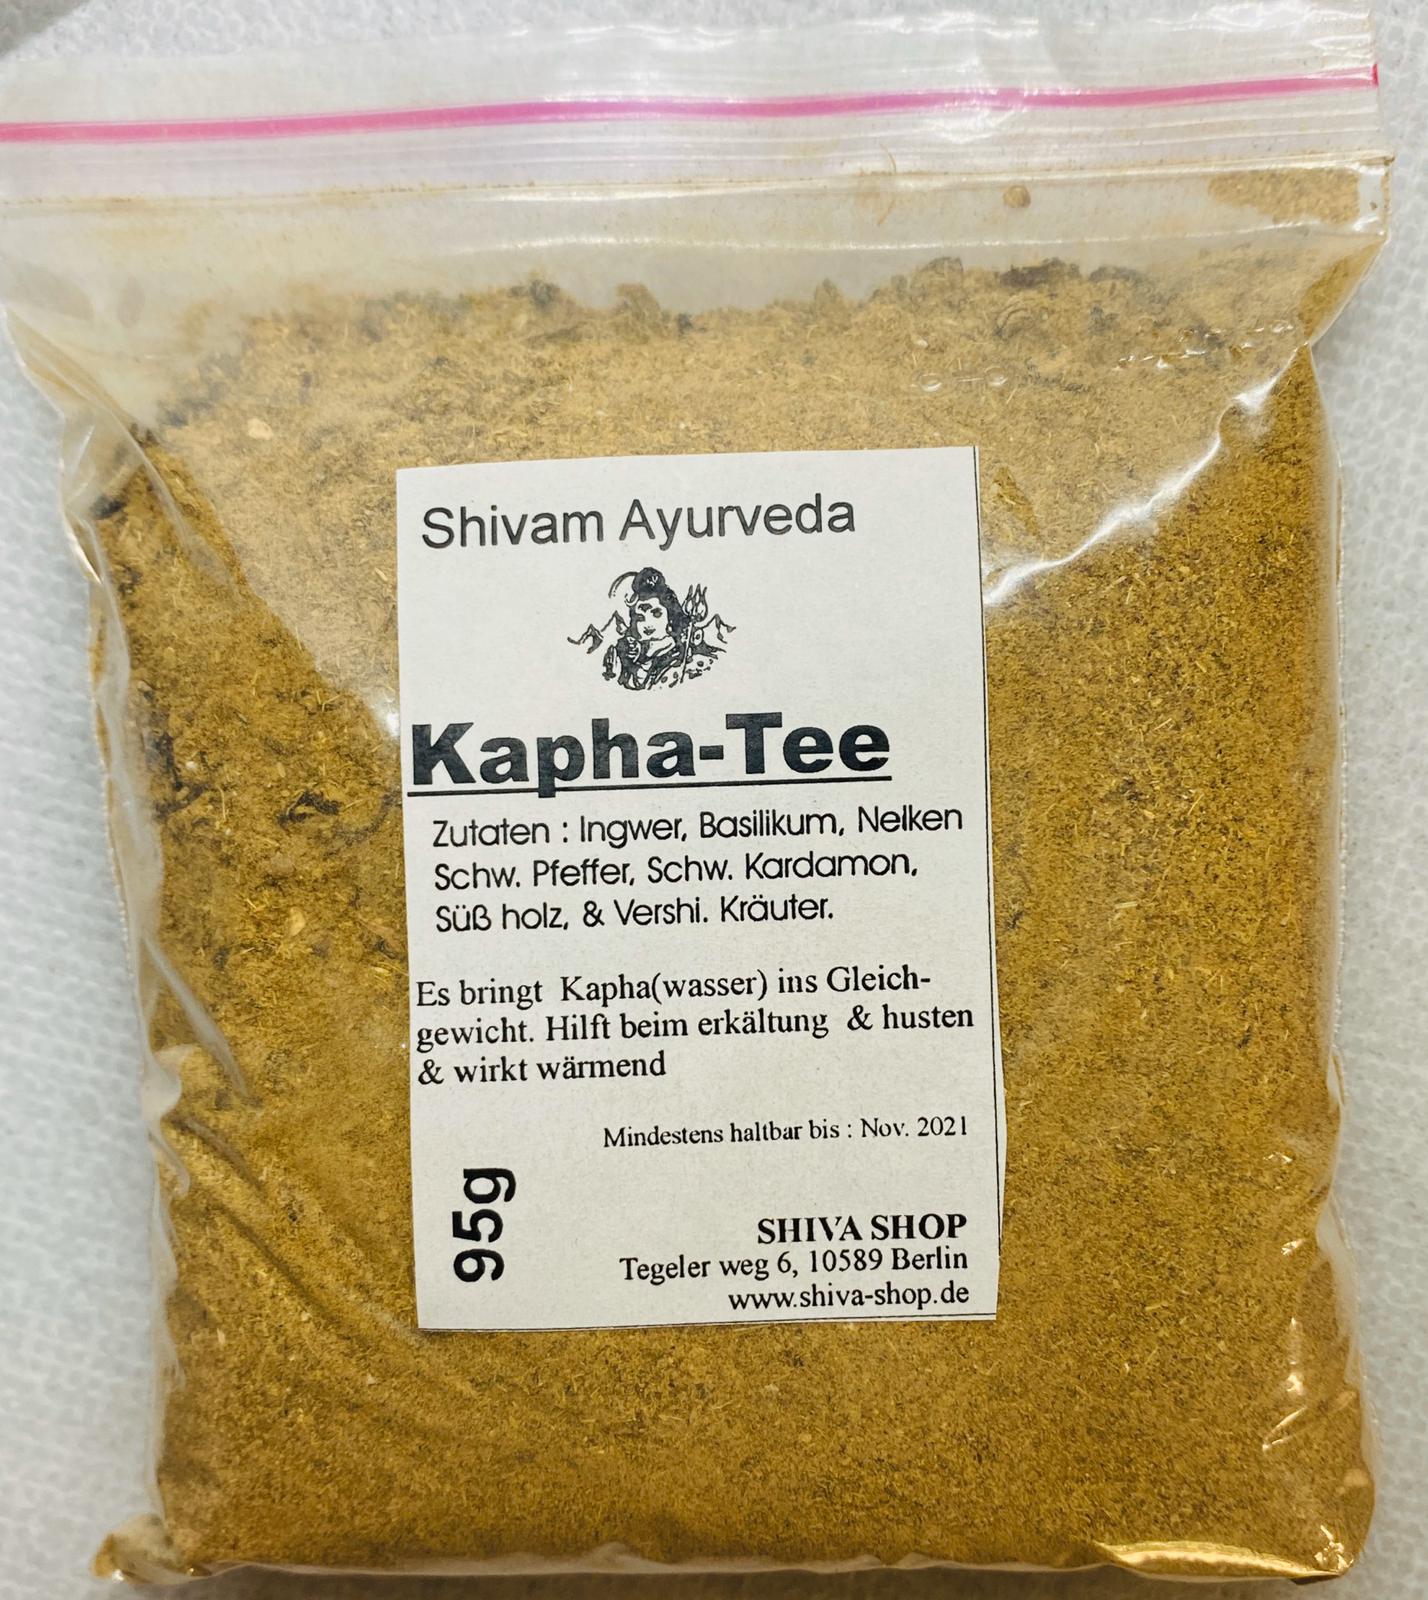 Shivam Ayurveda
Kapha-Tee
Zutaten : Ingwer, Basilikum, Nelken
Schw. Pfeffer, Schw. Kardamon,
Süß holz, & Vershi. Kräuter.
Es bringt Kapha(wasser) ins Gleich-
gewicht. Hilft beim erkältung & husten
& wirkt wärmend
Mindestens haltbar bis : Nov. 2021
95g
SHIVA SHOP
Tegeler weg 6, 10589 Berlin
www.shiva-shop.de